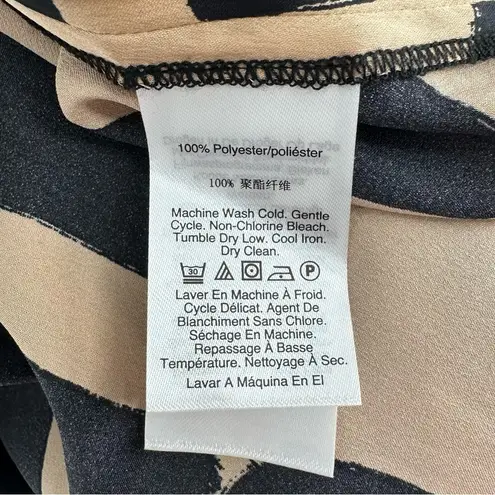 100% Polyester/poliéster
100% 聚酯纤维
Machine Wash Cold. Gentle
Cycle. Non-Chlorine Bleach.
Tumble Dry Low. Cool Iron.
Dry Clean.
30 P
Laver En Machine À Froid.
Cycle Délicat. Agent De
Blanchiment Sans Chlore.
Séchage En Machine.
Repassage À Basse
Température. Nettoyage À Sec.
Lavar A Máquina En El